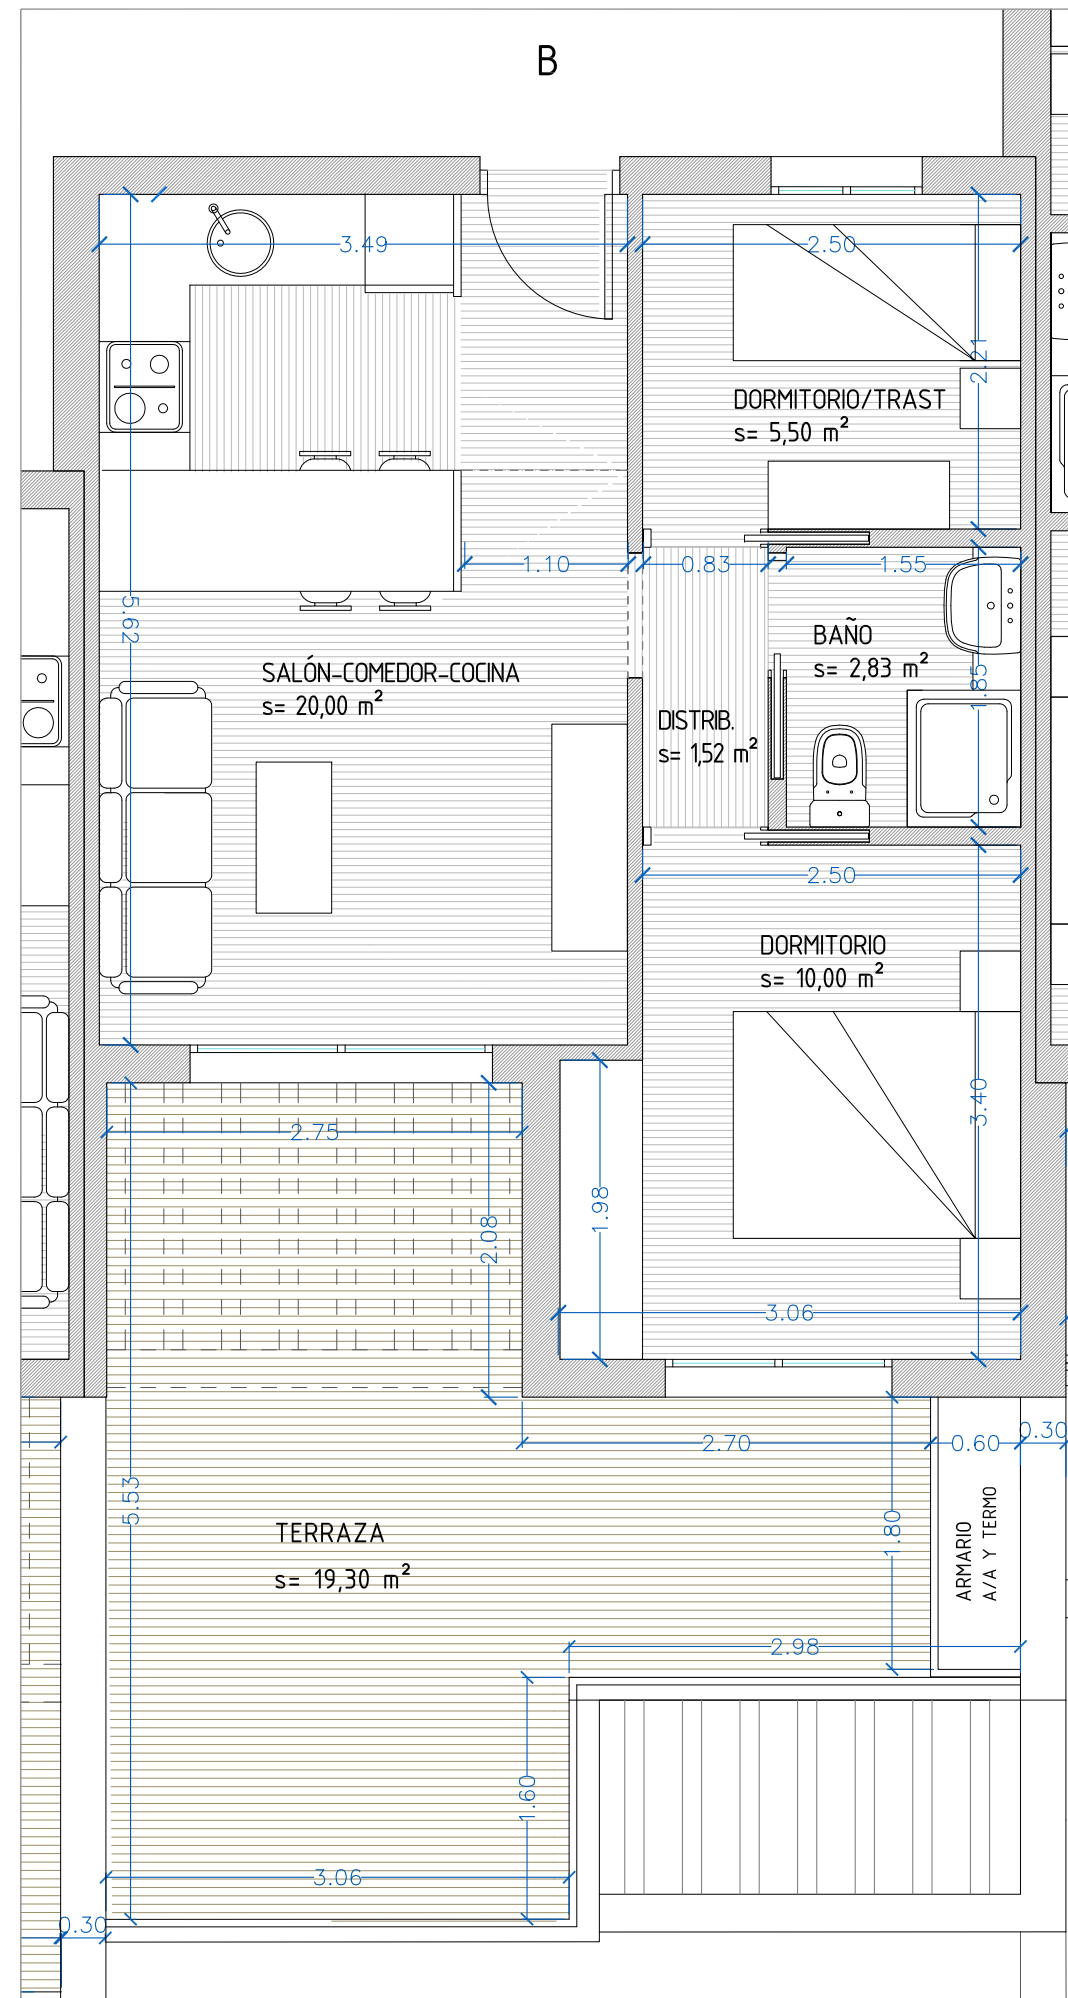 B
3.49
2.50
2.21
DORMITORIO/TRAST
s= 5,50 m²
1.10
0.83
1.55
5.62
BAÑO
s= 2,83 m²
1.85
SALÓN-COMEDOR-COCINA
s= 20,00 m²
DISTRIB.
s= 1,52 m²
2.50
DORMITORIO
s= 10,00 m²
3.40
2.75
2.08
1.98
3.06
2.70
0.60
0.30
5.53
1.80
TERRAZA
s= 19,30 m²
ARMARIO
A/A Y TERMO
2.98
1.60
3.06
0.30